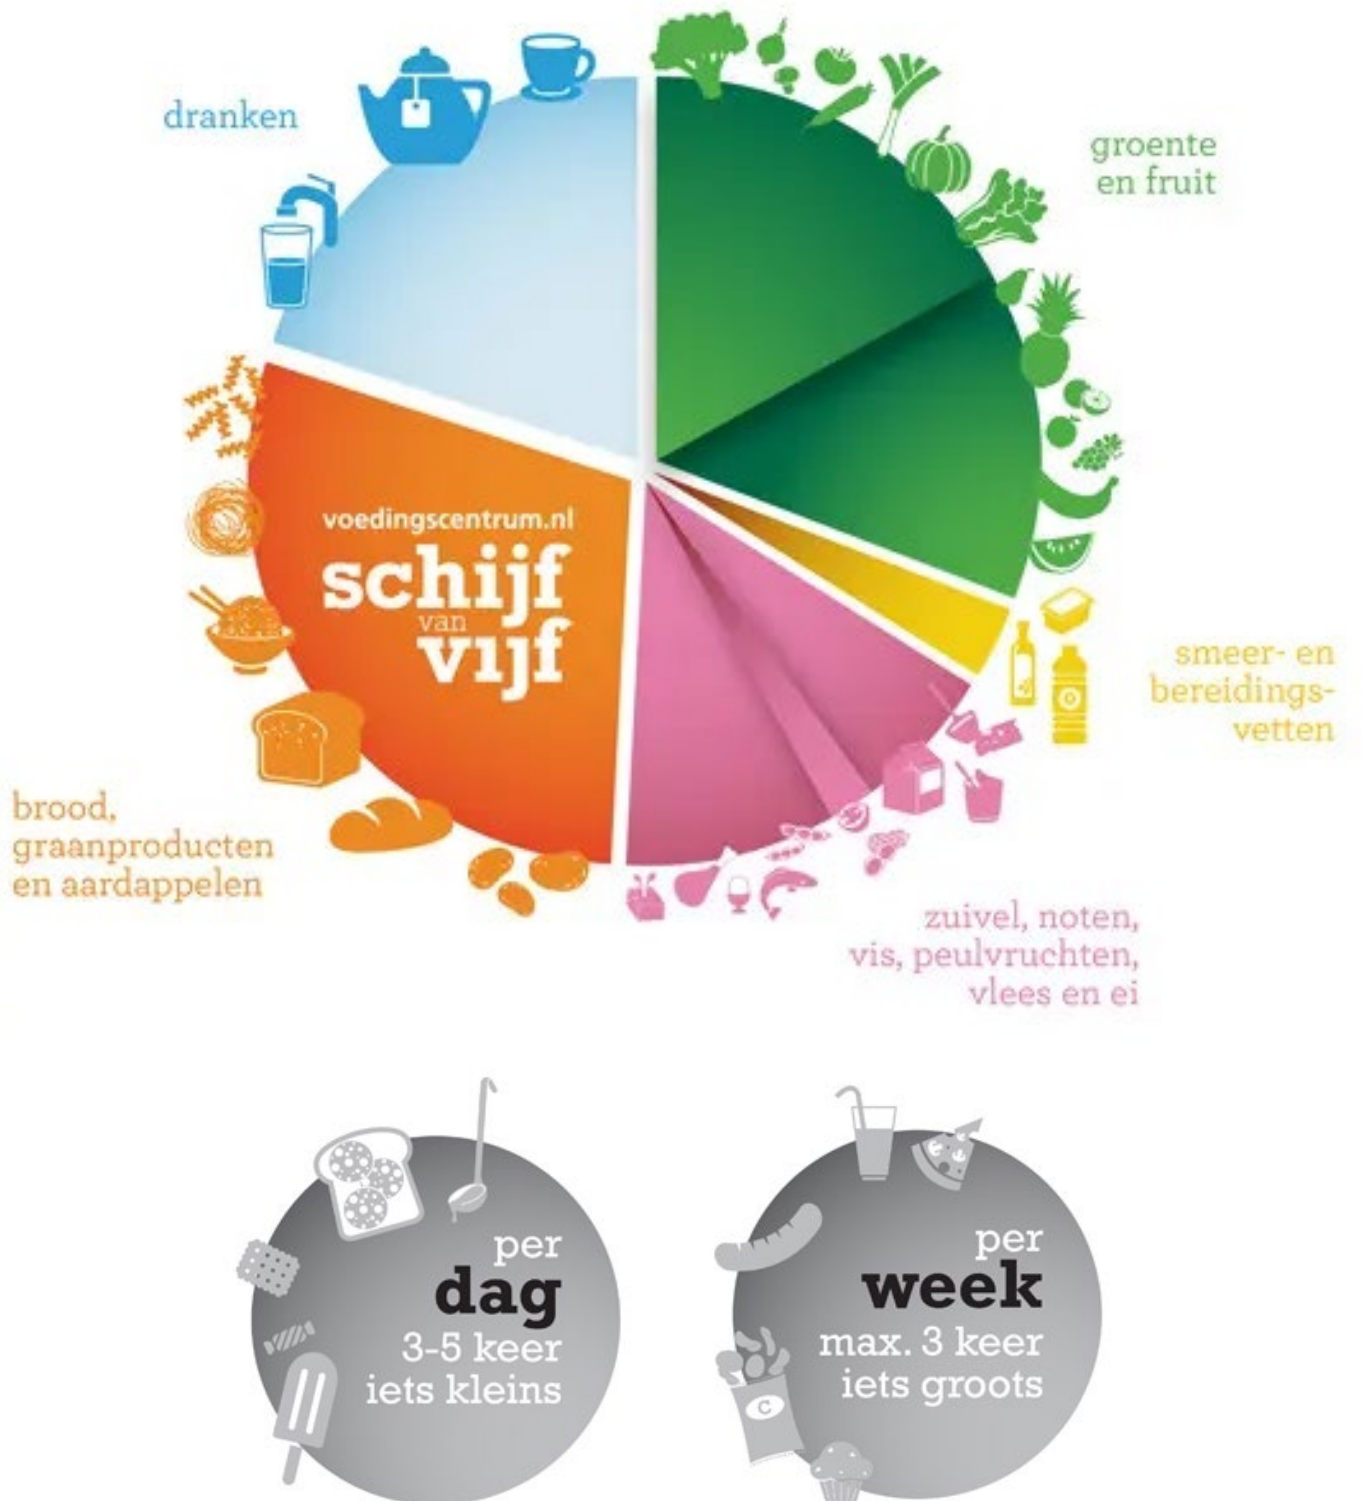 dranken
groente
en fruit
voedingscentrum.nl
schijf
van
vijf
smeer- en
bereidings-
vetten
brood,
graanproducten
en aardappelen
zuivel, noten,
vis, peulvruchten,
vlees en ei
per
dag
3-5 keer
iets kleins
per
week
max. 3 keer
iets groots
C